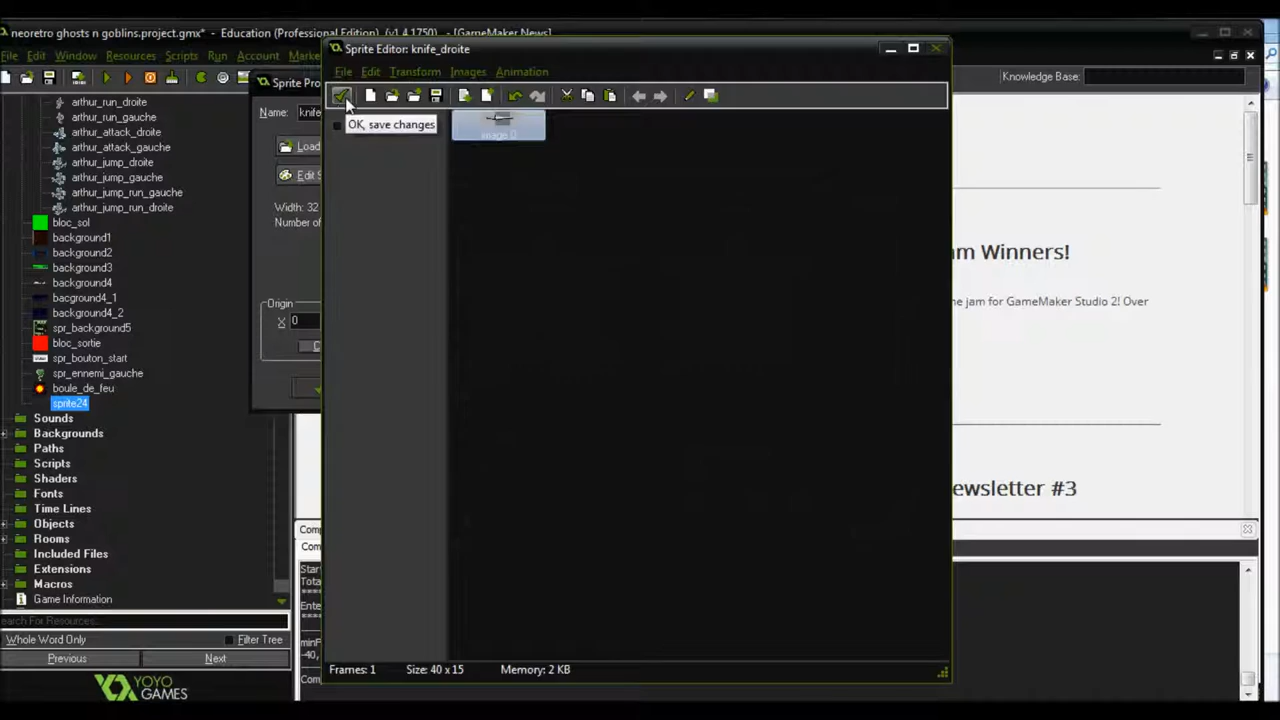 neoretro ghosts n goblins.project.gmx* - Education (Professional Edition) (v1.4.1750) - [GameMaker News]
File Edit Window Resources Scripts Run Account
Knowledge Base:
arthur_run_droite
arthur_run_gauche
arthur_attack_droite
arthur_attack_gauche
arthur_jump_droite
arthur_jump_gauche
arthur_jump_run_gauche
arthur_jump_run_droite
bloc_sol
background1
background2
background3
background4
bacground4_1
background4_2
spr_background5
bloc_sortie
spr_bouton_start
spr_ennemi_gauche
boule_de_feu
sprite24
Sounds
Backgrounds
Paths
Scripts
Shaders
Fonts
Time Lines
Objects
Rooms
Included Files
Extensions
Macros
Game Information
Whole Word Only
Filter Tree
Previous
Next
YOYO
GAMES
Name:
Width: 32
Number of
Origin
X 0
Sprite Editor: knife_droite
File Edit Transform Images Animation
OK, save changes
image 0
Frames: 1 Size: 40 x 15 Memory: 2 KB
am Winners!
ne jam for GameMaker Studio 2! Over
ewsletter #3
-40,